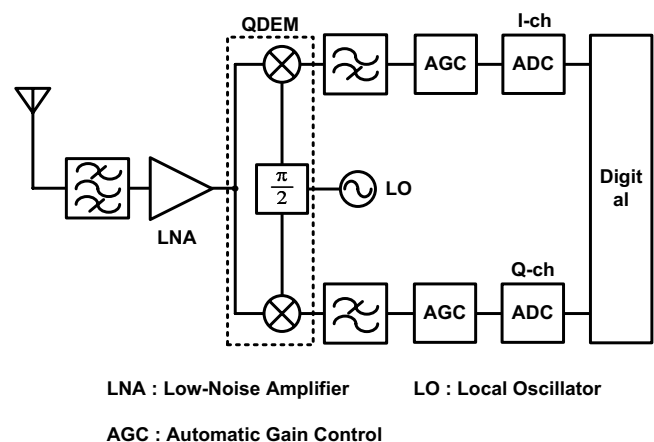 QDEM
I-ch
AGC
ADC
π
2
LO
LNA
Digit
al
Q-ch
AGC
ADC
LNA : Low-Noise Amplifier
LO : Local Oscillator
AGC : Automatic Gain Control